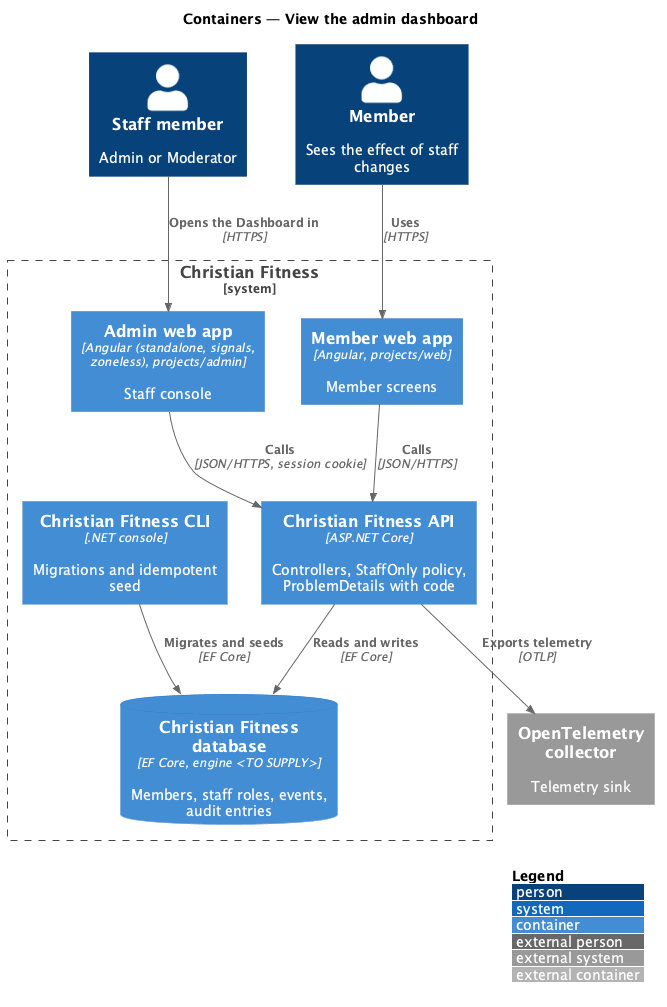 Containers — View the admin dashboard
Staff member
Admin or Moderator
Member
Sees the effect of staff
changes
Opens the Dashboard in
[HTTPS]
Uses
[HTTPS]
Christian Fitness
[system]
Admin web app
[Angular (standalone, signals,
zoneless), projects/admin]
Staff console
Member web app
[Angular, projects/web]
Member screens
Calls
[JSON/HTTPS, session cookie]
Calls
[JSON/HTTPS]
Christian Fitness CLI
[.NET console]
Migrations and idempotent
seed
Christian Fitness API
[ASP.NET Core]
Controllers, StaffOnly policy,
ProblemDetails with code
Migrates and seeds
[EF Core]
Reads and writes
[EF Core]
Exports telemetry
[OTLP]
Christian Fitness
database
[EF Core, engine <TO SUPPLY>]
Members, staff roles, events,
audit entries
OpenTelemetry
collector
Telemetry sink
Legend
person
system
container
external person
external system
external container